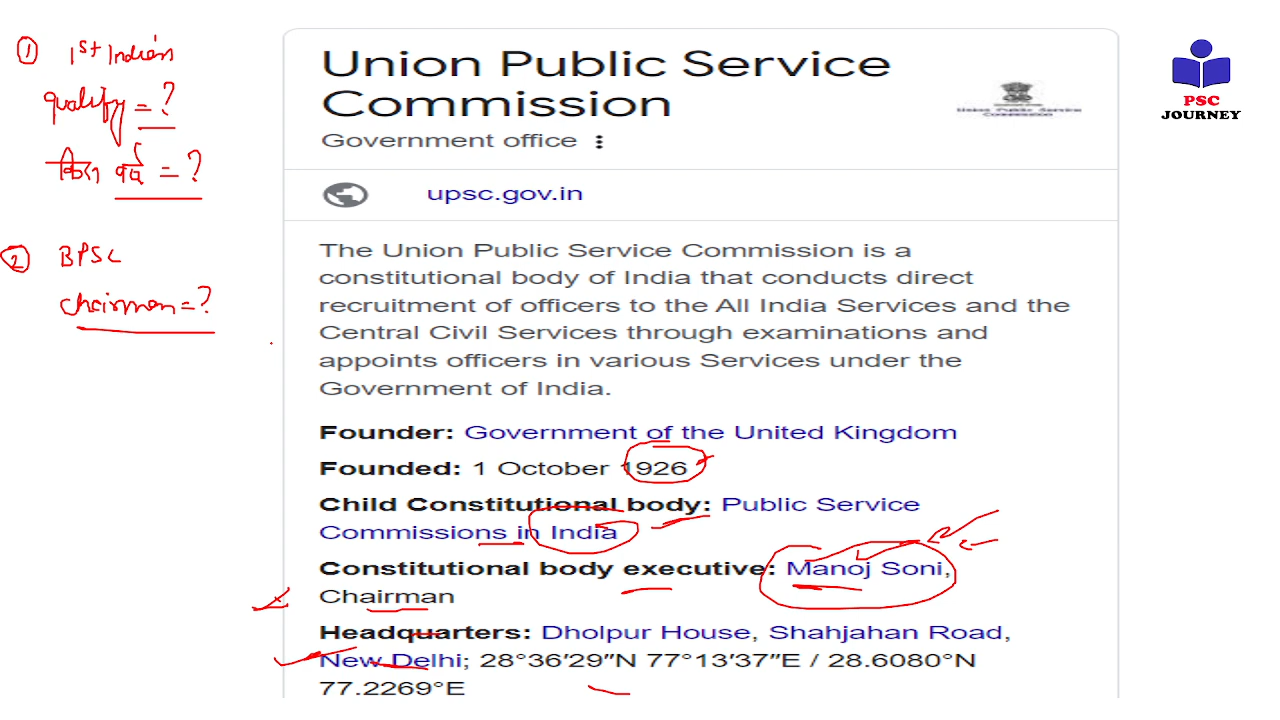 ① 1st Indian
qualify = ?
किस वर्ष = ?
② BPSC
chairman = ?
Union Public Service
Commission
Government office
upsc.gov.in
The Union Public Service Commission is a
constitutional body of India that conducts direct
recruitment of officers to the All India Services and the
Central Civil Services through examinations and
appoints officers in various Services under the
Government of India.
Founder: Government of the United Kingdom
Founded: 1 October 1926
Child Constitutional body: Public Service
Commissions in India
Constitutional body executive: Manoj Soni,
Chairman
Headquarters: Dholpur House, Shahjahan Road,
New Delhi; 28°36′29″N 77°13′37″E / 28.6080°N
77.2269°E
Union Public Service
Commission
PSC
JOURNEY